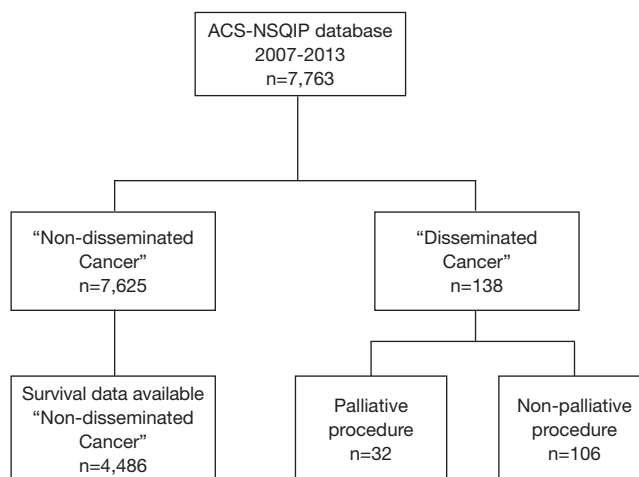 ACS-NSQIP database
2007-2013
n=7,763
“Non-disseminated
Cancer”
n=7,625
“Disseminated
Cancer”
n=138
Survival data available
“Non-disseminated
Cancer”
n=4,486
Palliative
procedure
n=32
Non-palliative
procedure
n=106